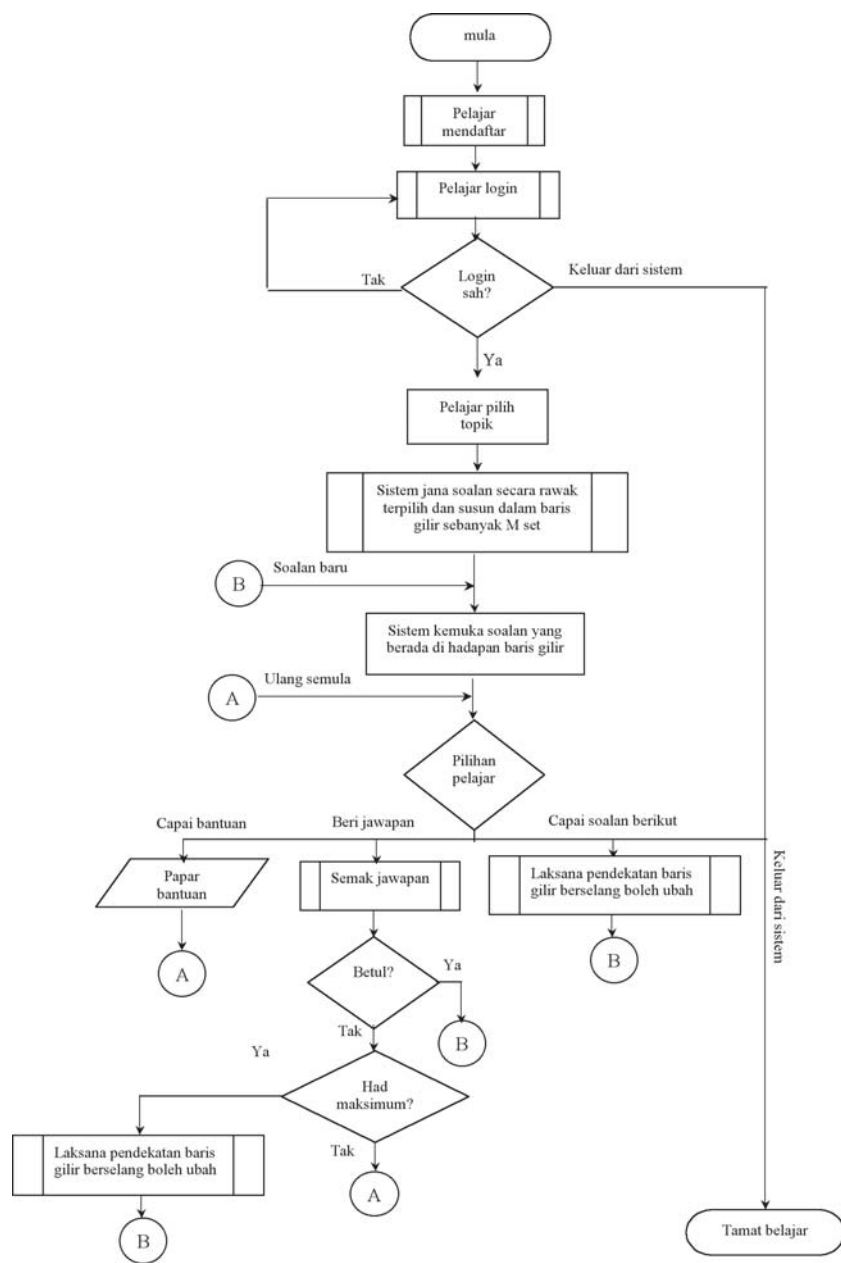 mula
Pelajar
mendaftar
Pelajar login
Login
sah?
Tak
Keluar dari sistem
Ya
Pelajar pilih
topik
Sistem jana soalan secara rawak
terpilih dan susun dalam baris
gilir sebanyak M set
B
Soalan baru
Sistem kemuka soalan yang
berada di hadapan baris gilir
A
Ulang semula
Pilihan
pelajar
Capai bantuan
Beri jawapan
Capai soalan berikut
Keluar dari sistem
Papar
bantuan
Semak jawapan
Laksana pendekatan baris
gilir berselang boleh ubah
A
Betul?
Ya
B
B
Tak
Ya
Had
maksimum?
Laksana pendekatan baris
gilir berselang boleh ubah
Tak
A
B
Tamat belajar